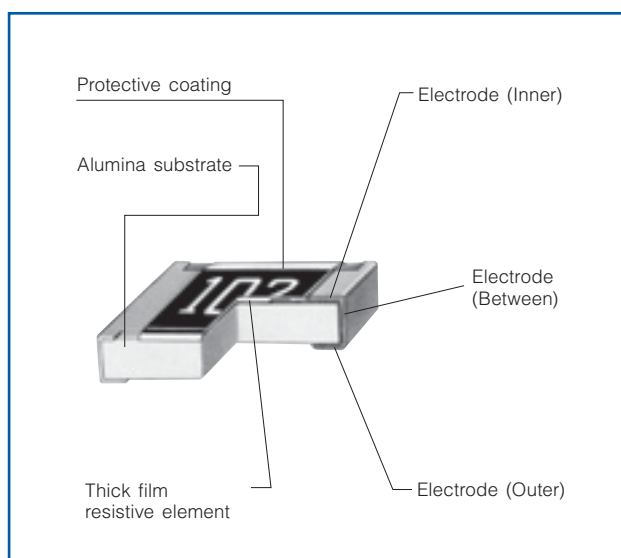 Protective coating
Electrode (Inner)
Alumina substrate
Electrode
(Between)
102
Thick film
resistive element
Electrode (Outer)